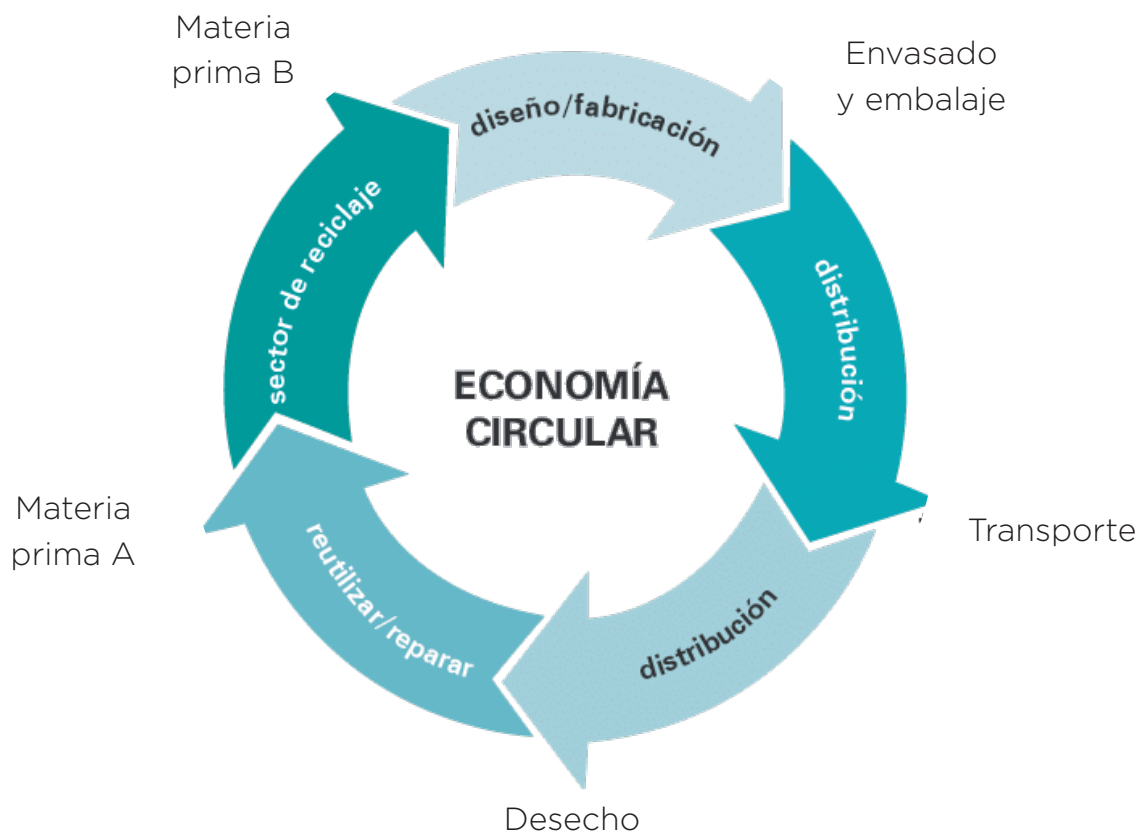 Materia
prima B
Envasado
y embalaje
diseño/fabricación
distribución
sector de reciclaje
ECONOMÍA
CIRCULAR
Materia
prima A
Transporte
reutilizar/reparar
distribución
Desecho